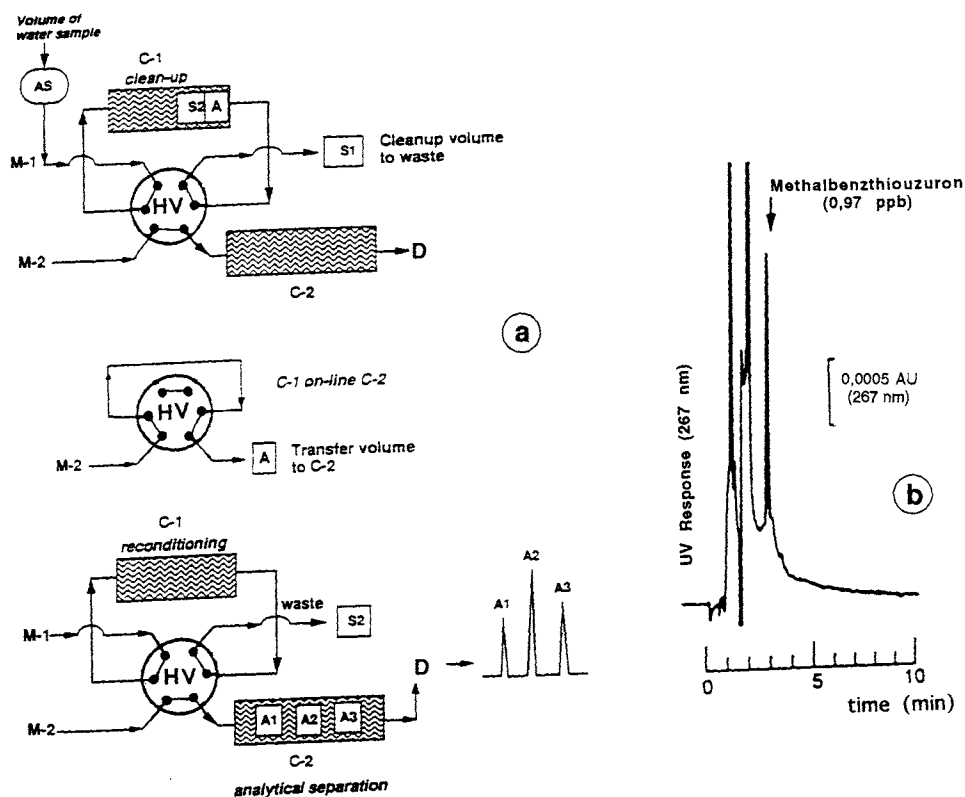 Volume of
water sample
AS
C-1
clean-up
S2 A
M-1
S1
Cleanup volume
to waste
HV
M-2
D
C-2
C-1 on-line C-2
HV
A
Transfer volume
to C-2
M-2
a
C-1
reconditioning
waste
S2
M-1
HV
M-2
A1 A2 A3
D
C-2
analytical separation
A1
A2
A3
Methalbenzthiouzuron
(0,97 ppb)
UV Response (267 nm)
0,0005 AU
(267 nm)
b
0 5 10
time (min)